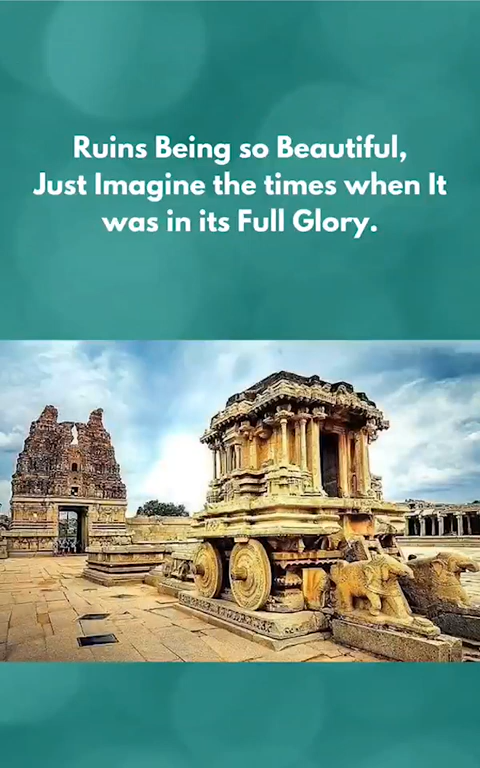 Ruins Being so Beautiful,
Just Imagine the times when It
was in its Full Glory.